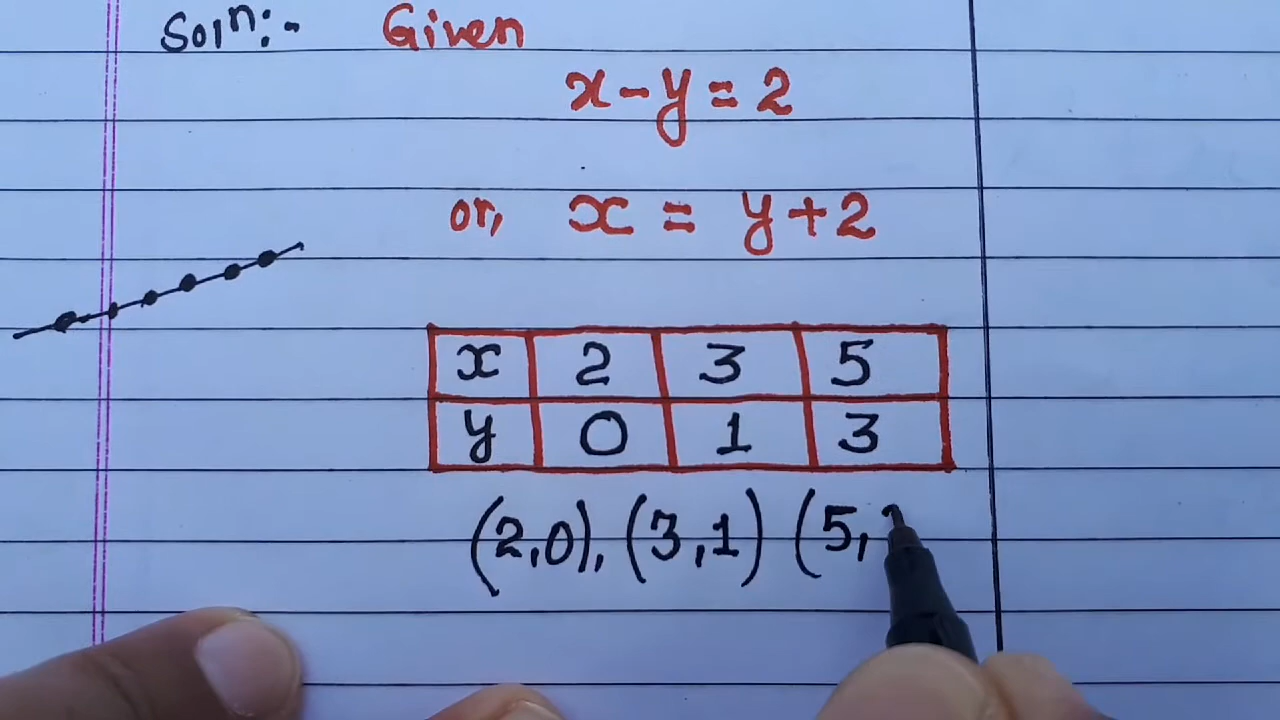 Soln:- Given
x-y=2
or, x = y+2
x 2 3 5
y 0 1 3
(2,0), (3,1) (5,